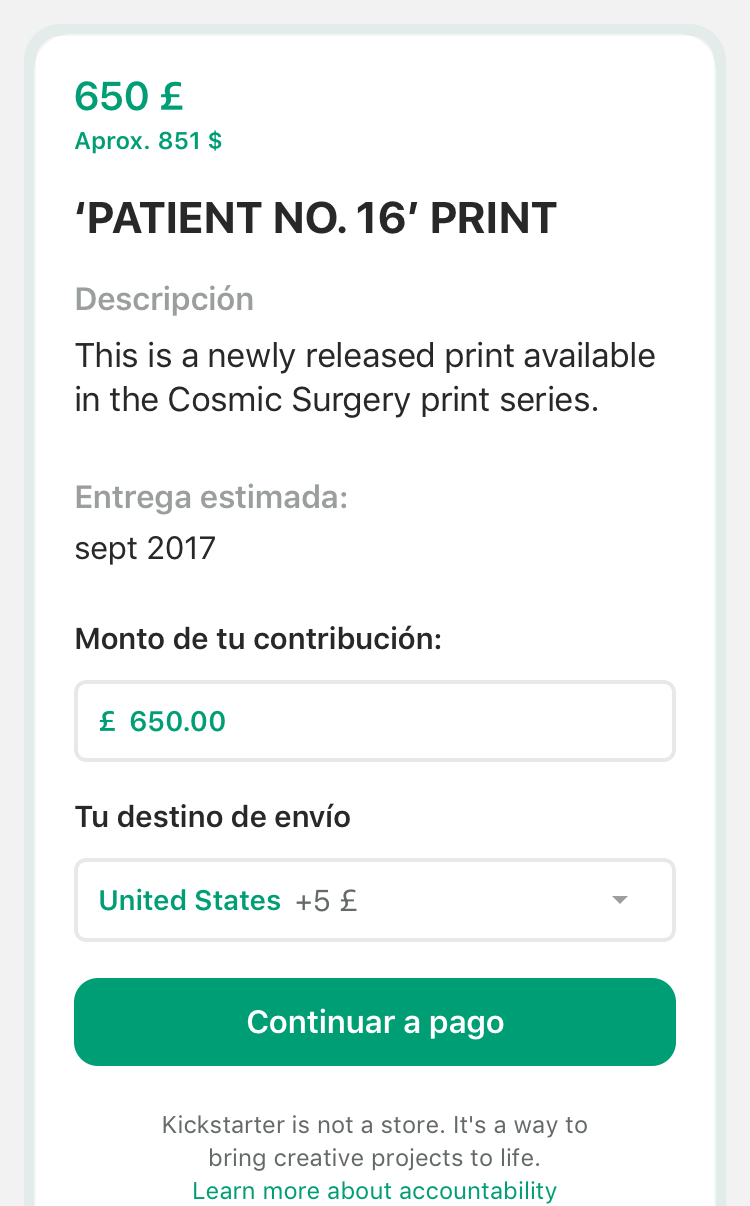 650 £
Aprox. 851 $
‘PATIENT NO. 16’ PRINT
Descripción
This is a newly released print available
in the Cosmic Surgery print series.
Entrega estimada:
sept 2017
Monto de tu contribución:
£ 650.00
Tu destino de envío
United States +5 £
Continuar a pago
Kickstarter is not a store. It's a way to
bring creative projects to life.
Learn more about accountability